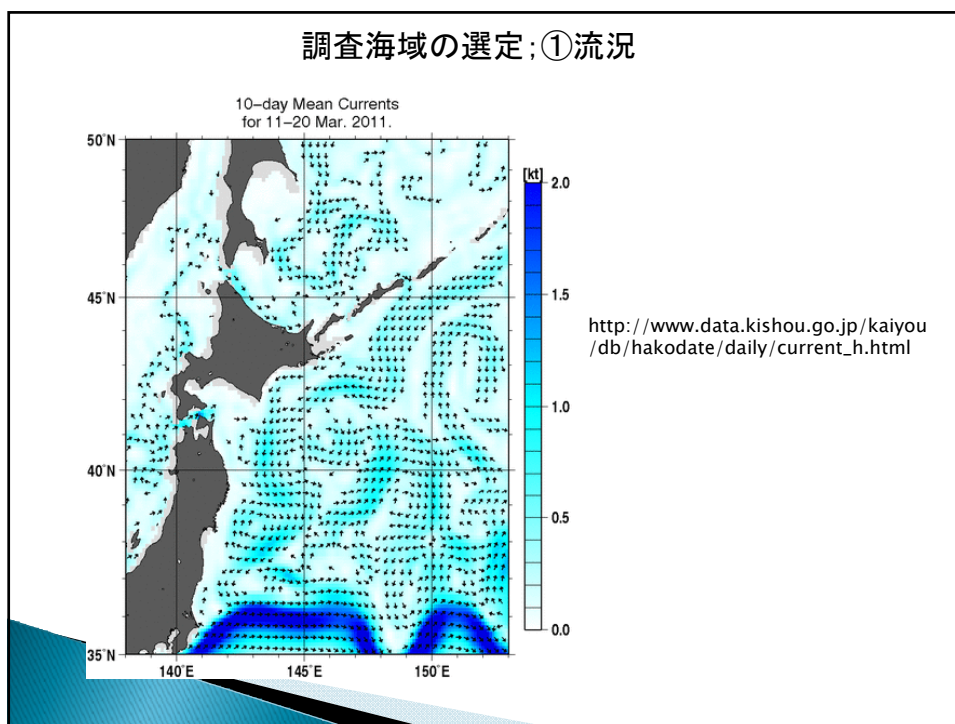 調査海域の選定;①流況
10-day Mean Currents
for 11-20 Mar. 2011.
50°N
45°N
40°N
35°N
140°E
145°E
150°E
[kt]
2.0
1.5
1.0
0.5
0.0
http://www.data.kishou.go.jp/kaiyou
/db/hakodate/daily/current_h.html